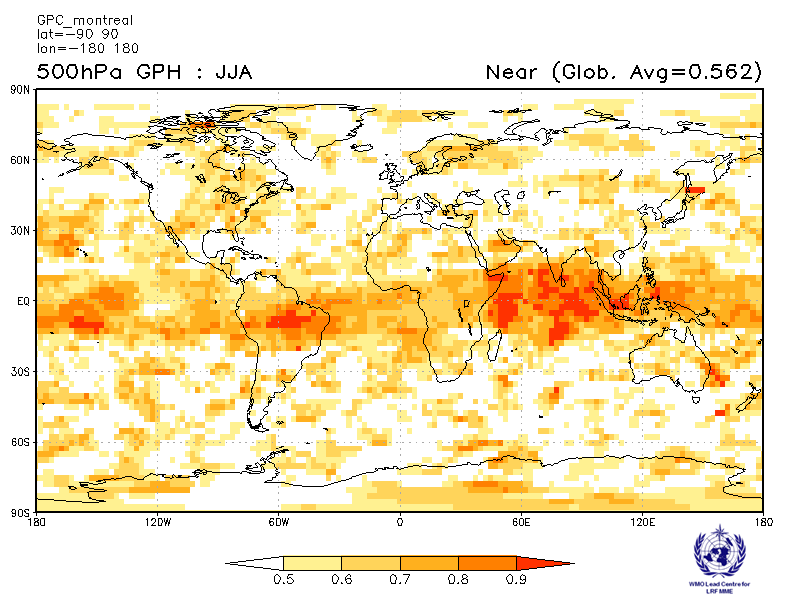 GPC_montreal
lat=−90 90
lon=−180 180
500hPa GPH : JJA
Near (Glob. Avg=0.562)
90N
60N
30N
EQ
30S
60S
90S
180 120W 60W 0 60E 120E 180
0.5 0.6 0.7 0.8 0.9
WMO Lead Centre for
LRF MME